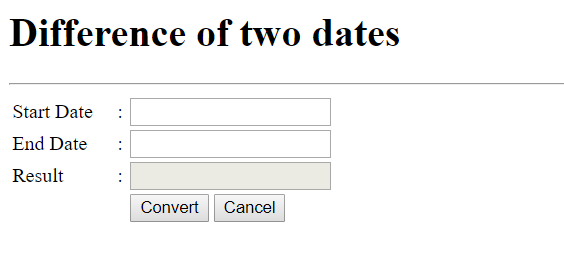 Difference of two dates
Start Date :
End Date :
Result :
Convert Cancel